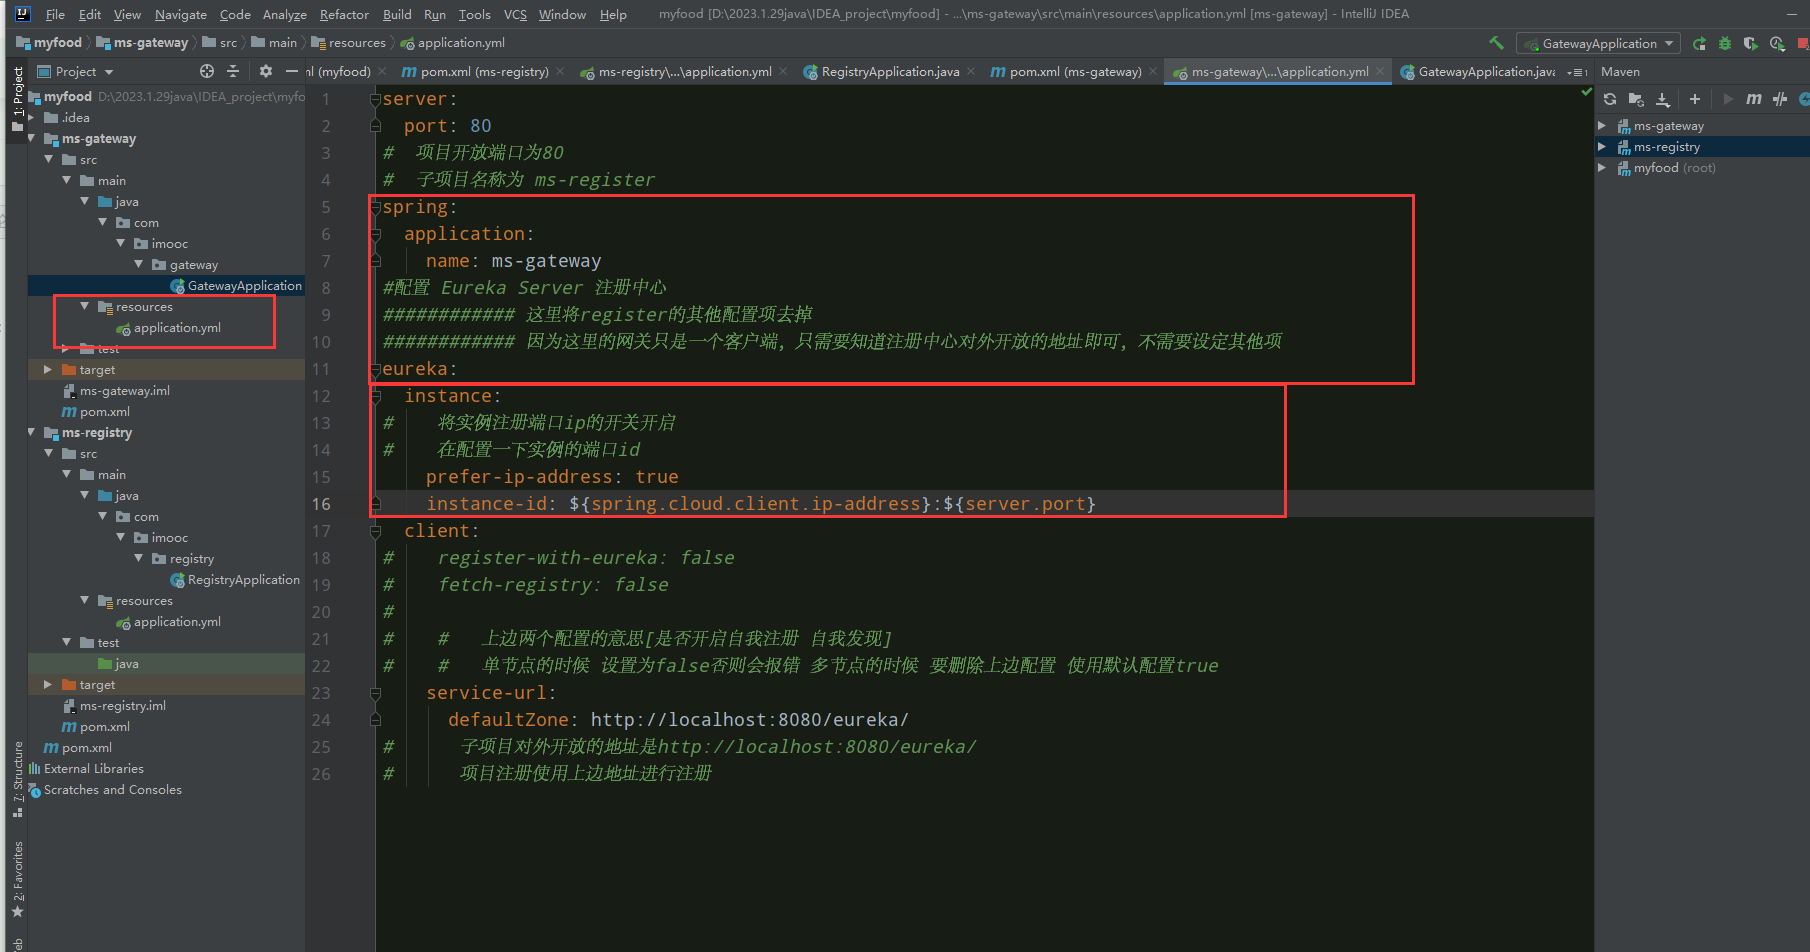 File Edit View Navigate Code Analyze Refactor Build Run Tools VCS Window Help myfood [D:\2023.1.29java\IDEA_project\myfood] - ...\ms-gateway\src\main\resources\application.yml [ms-gateway] - IntelliJ IDEA
myfood ms-gateway src main resources application.yml GatewayApplication
Project ml (myfood) pom.xml (ms-registry) ms-registry\...\application.yml RegistryApplication.java pom.xml (ms-gateway) ms-gateway\...\application.yml GatewayApplication.java Maven
1: Project
7: Structure
2: Favorites
myfood D:\2023.1.29java\IDEA_project\myfo
.idea
ms-gateway
src
main
java
com
imooc
gateway
GatewayApplication
resources
application.yml
test
target
ms-gateway.iml
pom.xml
ms-registry
src
main
java
com
imooc
registry
RegistryApplication
resources
application.yml
test
java
target
ms-registry.iml
pom.xml
pom.xml
External Libraries
Scratches and Consoles
1 server:
2 port: 80
3 # 项目开放端口为80
4 # 子项目名称为 ms-register
5 spring:
6 application:
7 name: ms-gateway
8 #配置 Eureka Server 注册中心
9 ############ 这里将register的其他配置项去掉
10 ############ 因为这里的网关只是一个客户端，只需要知道注册中心对外开放的地址即可，不需要设定其他项
11 eureka:
12 instance:
13 # 将实例注册端口ip的开关开启
14 # 在配置一下实例的端口id
15 prefer-ip-address: true
16 instance-id: ${spring.cloud.client.ip-address}:${server.port}
17 client:
18 # register-with-eureka: false
19 # fetch-registry: false
20 #
21 # # 上边两个配置的意思[是否开启自我注册 自我发现]
22 # # 单节点的时候 设置为false否则会报错 多节点的时候 要删除上边配置 使用默认配置true
23 service-url:
24 defaultZone: http://localhost:8080/eureka/
25 # 子项目对外开放的地址是http://localhost:8080/eureka/
26 # 项目注册使用上边地址进行注册
ms-gateway
ms-registry
myfood (root)